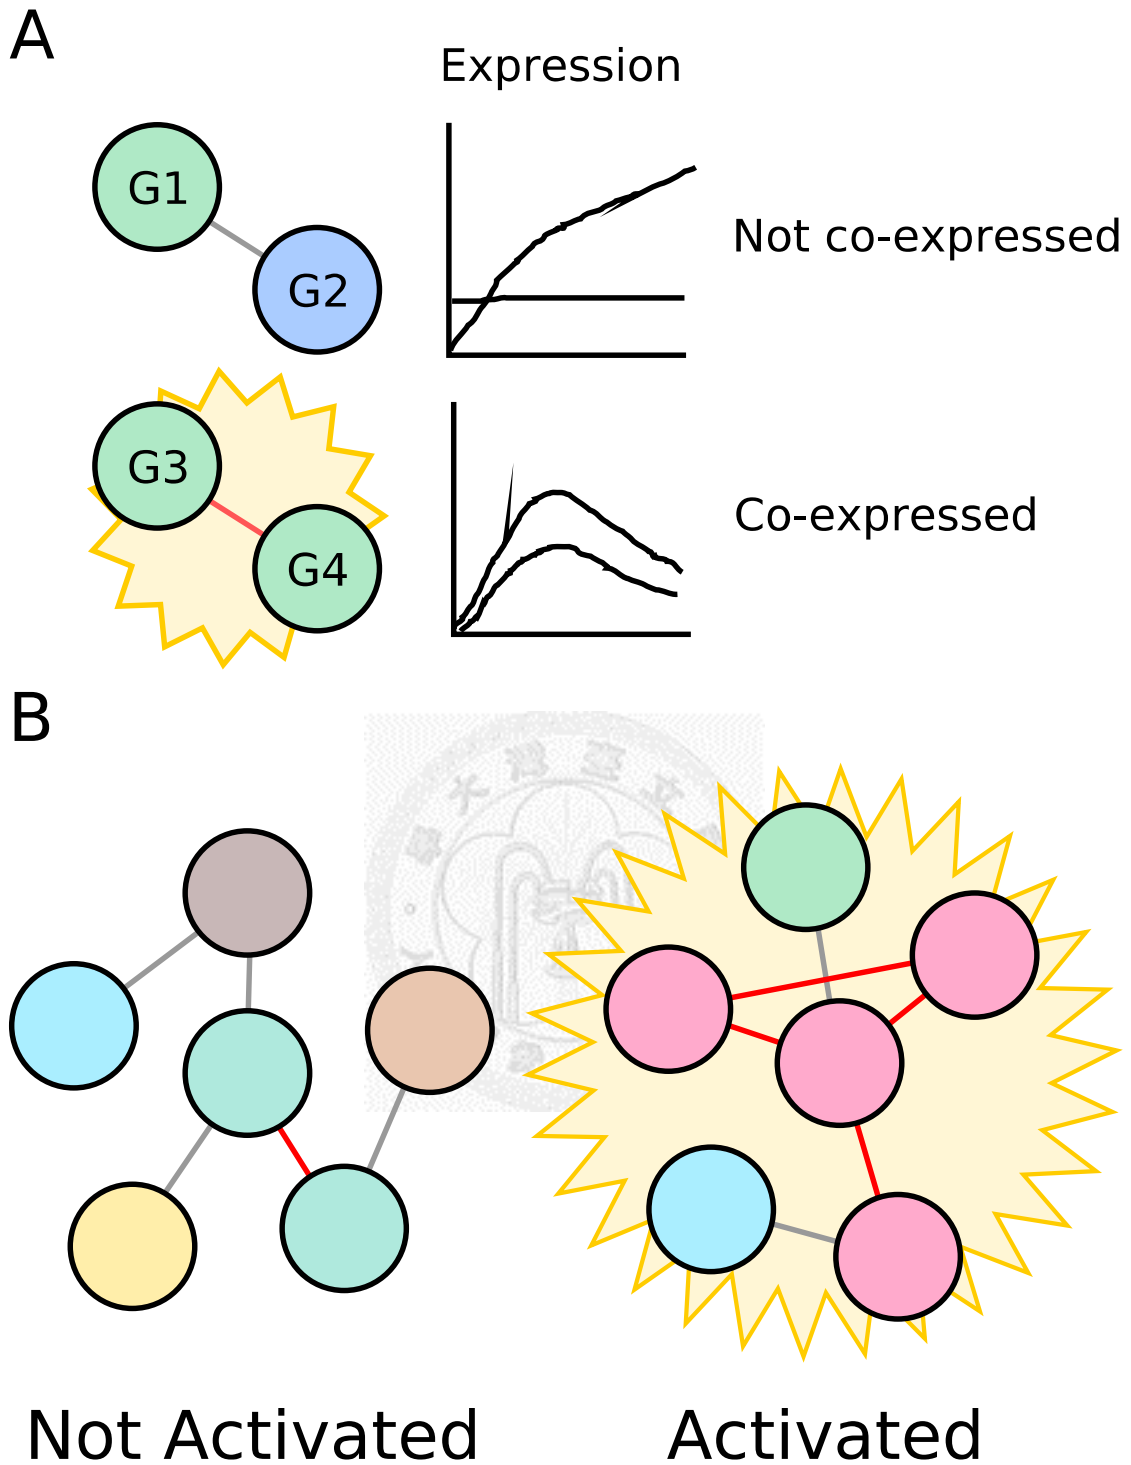 A
Expression
G1
G2
Not co-expressed
G3
G4
Co-expressed
B
Not Activated
Activated